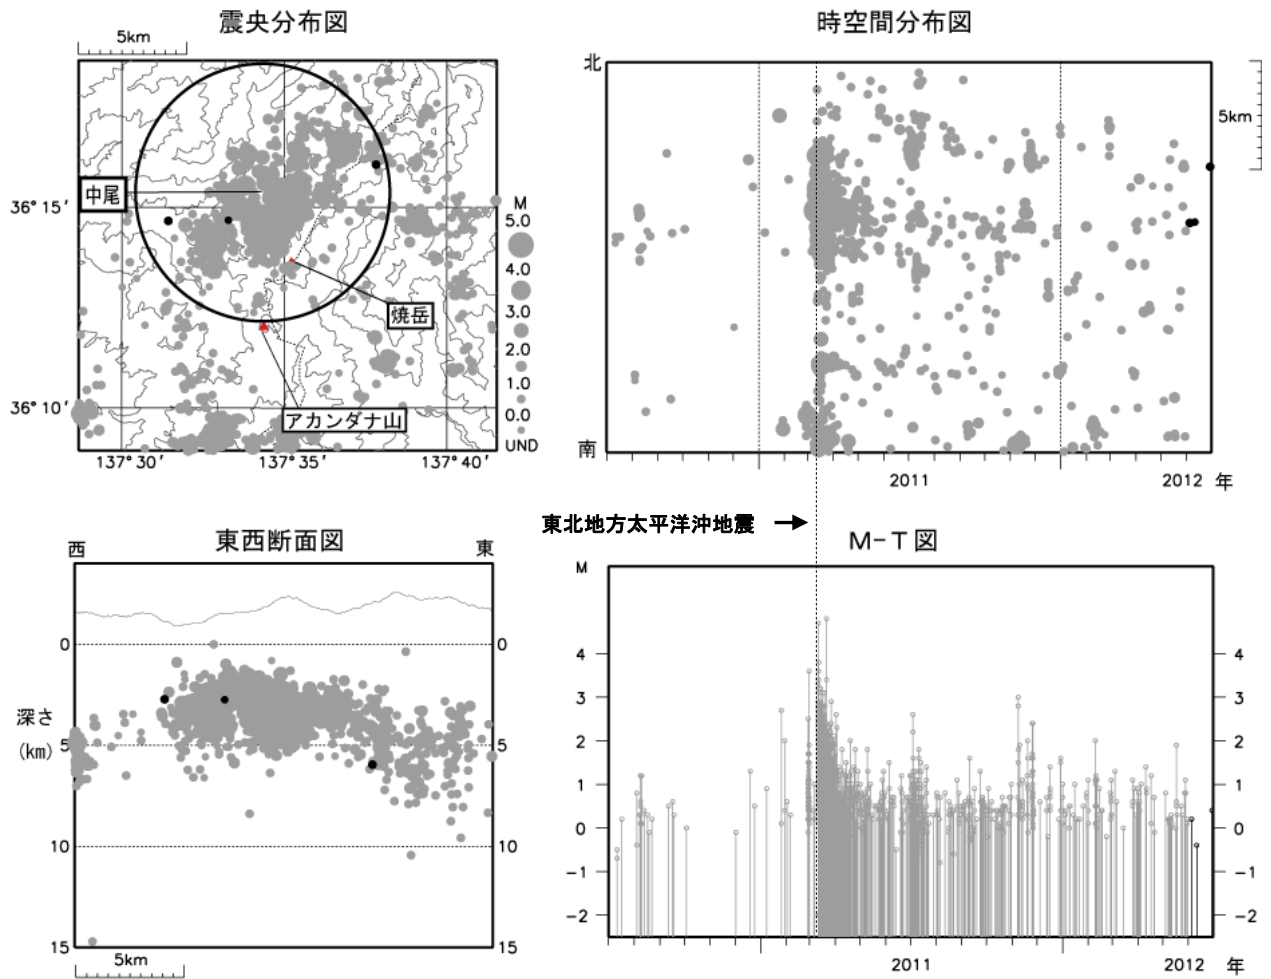 震央分布図
5km
中尾
焼岳
アカンダナ山
36° 15′
36° 10′
137° 30′
137° 35′
137° 40′
M
5.0
4.0
3.0
2.0
1.0
0.0
UND
時空間分布図
北
南
5km
2011
2012 年
東北地方太平洋沖地震 →
東西断面図
西
東
深さ
(km)
0
5
10
15
0
5
10
15
5km
M-T図
M
4
3
2
1
0
-1
-2
4
3
2
1
0
-1
-2
2011
2012 年